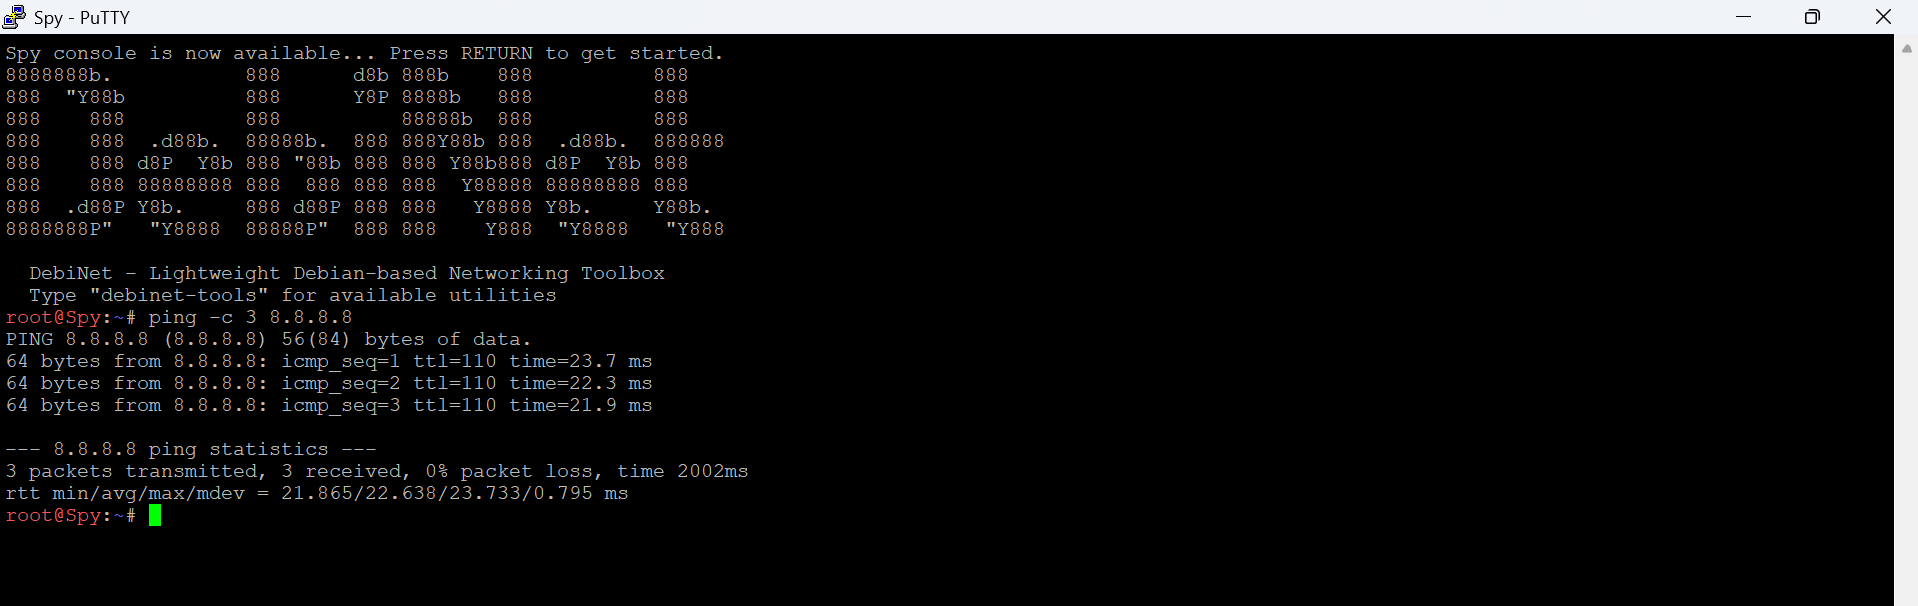 Spy - PuTTY
Spy console is now available... Press RETURN to get started.
8888888b.            888      d8b 888b    888          888
888  "Y88b          888      Y8P 8888b   888          888
888    888          888          88888b  888          888
888    888  .d88b.  88888b.  888 888Y88b 888  .d88b.  888888
888    888 d8P  Y8b 888 "88b 888 888 Y88b888 d8P  Y8b 888
888    888 88888888 888  888 888 888  Y88888 88888888 888
888  .d88P Y8b.     888 d88P 888 888   Y8888 Y8b.     Y88b.
8888888P"   "Y8888  88888P"  888 888    Y888  "Y8888   "Y888
DebiNet - Lightweight Debian-based Networking Toolbox
Type "debinet-tools" for available utilities
root@Spy:~# ping -c 3 8.8.8.8
PING 8.8.8.8 (8.8.8.8) 56(84) bytes of data.
64 bytes from 8.8.8.8: icmp_seq=1 ttl=110 time=23.7 ms
64 bytes from 8.8.8.8: icmp_seq=2 ttl=110 time=22.3 ms
64 bytes from 8.8.8.8: icmp_seq=3 ttl=110 time=21.9 ms
--- 8.8.8.8 ping statistics ---
3 packets transmitted, 3 received, 0% packet loss, time 2002ms
rtt min/avg/max/mdev = 21.865/22.638/23.733/0.795 ms
root@Spy:~#